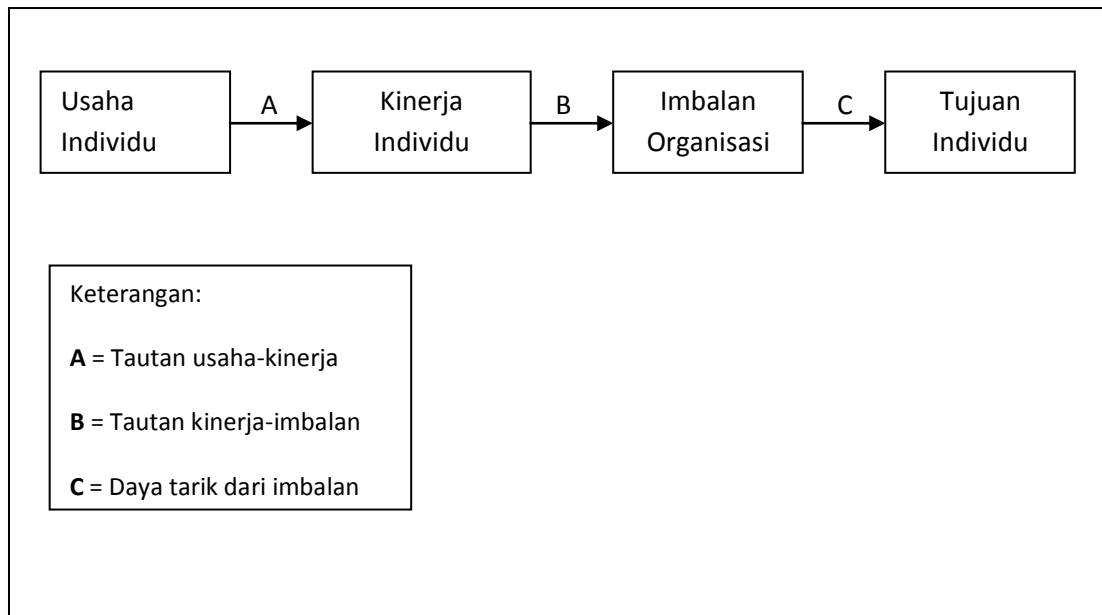 Usaha
Individu
A
Kinerja
Individu
B
Imbalan
Organisasi
C
Tujuan
Individu
Keterangan:
A = Tautan usaha-kinerja
B = Tautan kinerja-imbalan
C = Daya tarik dari imbalan